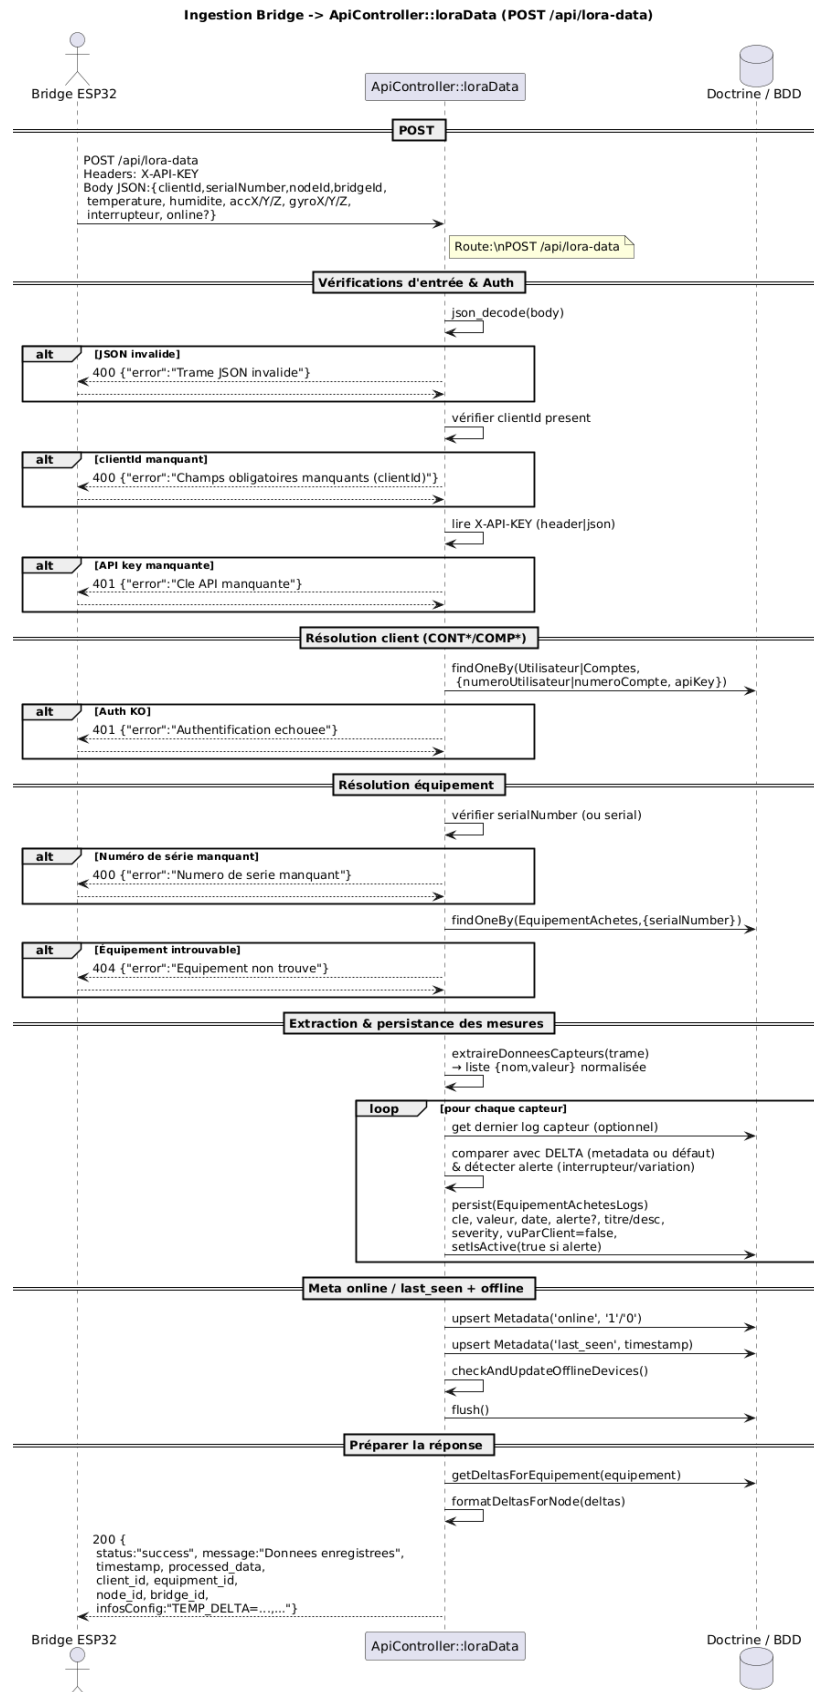 Ingestion Bridge -> ApiController::loraData (POST /api/lora-data)
Bridge ESP32
ApiController::loraData
Doctrine / BDD
POST
POST /api/lora-data
Headers: X-API-KEY
Body JSON:{clientId,serialNumber,nodeId,bridgeId,
temperature, humidite, accX/Y/Z, gyroX/Y/Z,
interrupteur, online?}
Route:\nPOST /api/lora-data
Vérifications d'entrée & Auth
json_decode(body)
alt [JSON invalide]
400 {"error":"Trame JSON invalide"}
vérifier clientId present
alt [clientId manquant]
400 {"error":"Champs obligatoires manquants (clientId)"}
lire X-API-KEY (header|json)
alt [API key manquante]
401 {"error":"Cle API manquante"}
Résolution client (CONT*/COMP*)
findOneBy(Utilisateur|Comptes,
{numeroUtilisateur|numeroCompte, apiKey})
alt [Auth KO]
401 {"error":"Authentification echouee"}
Résolution équipement
vérifier serialNumber (ou serial)
alt [Numéro de série manquant]
400 {"error":"Numero de serie manquant"}
findOneBy(EquipementAchetes,{serialNumber})
alt [Équipement introuvable]
404 {"error":"Equipement non trouve"}
Extraction & persistance des mesures
extraireDonneesCapteurs(trame)
→ liste {nom,valeur} normalisée
loop [pour chaque capteur]
get dernier log capteur (optionnel)
comparer avec DELTA (metadata ou défaut)
& détecter alerte (interrupteur/variation)
persist(EquipementAchetesLogs)
cle, valeur, date, alerte?, titre/desc,
severity, vuParClient=false,
setIsActive(true si alerte)
Meta online / last_seen + offline
upsert Metadata('online', '1'/'0')
upsert Metadata('last_seen', timestamp)
checkAndUpdateOfflineDevices()
flush()
Préparer la réponse
getDeltasForEquipement(equipement)
formatDeltasForNode(deltas)
200 {
status:"success", message:"Donnees enregistrees",
timestamp, processed_data,
client_id, equipment_id,
node_id, bridge_id,
infosConfig:"TEMP_DELTA=...,..."}
Bridge ESP32
ApiController::loraData
Doctrine / BDD